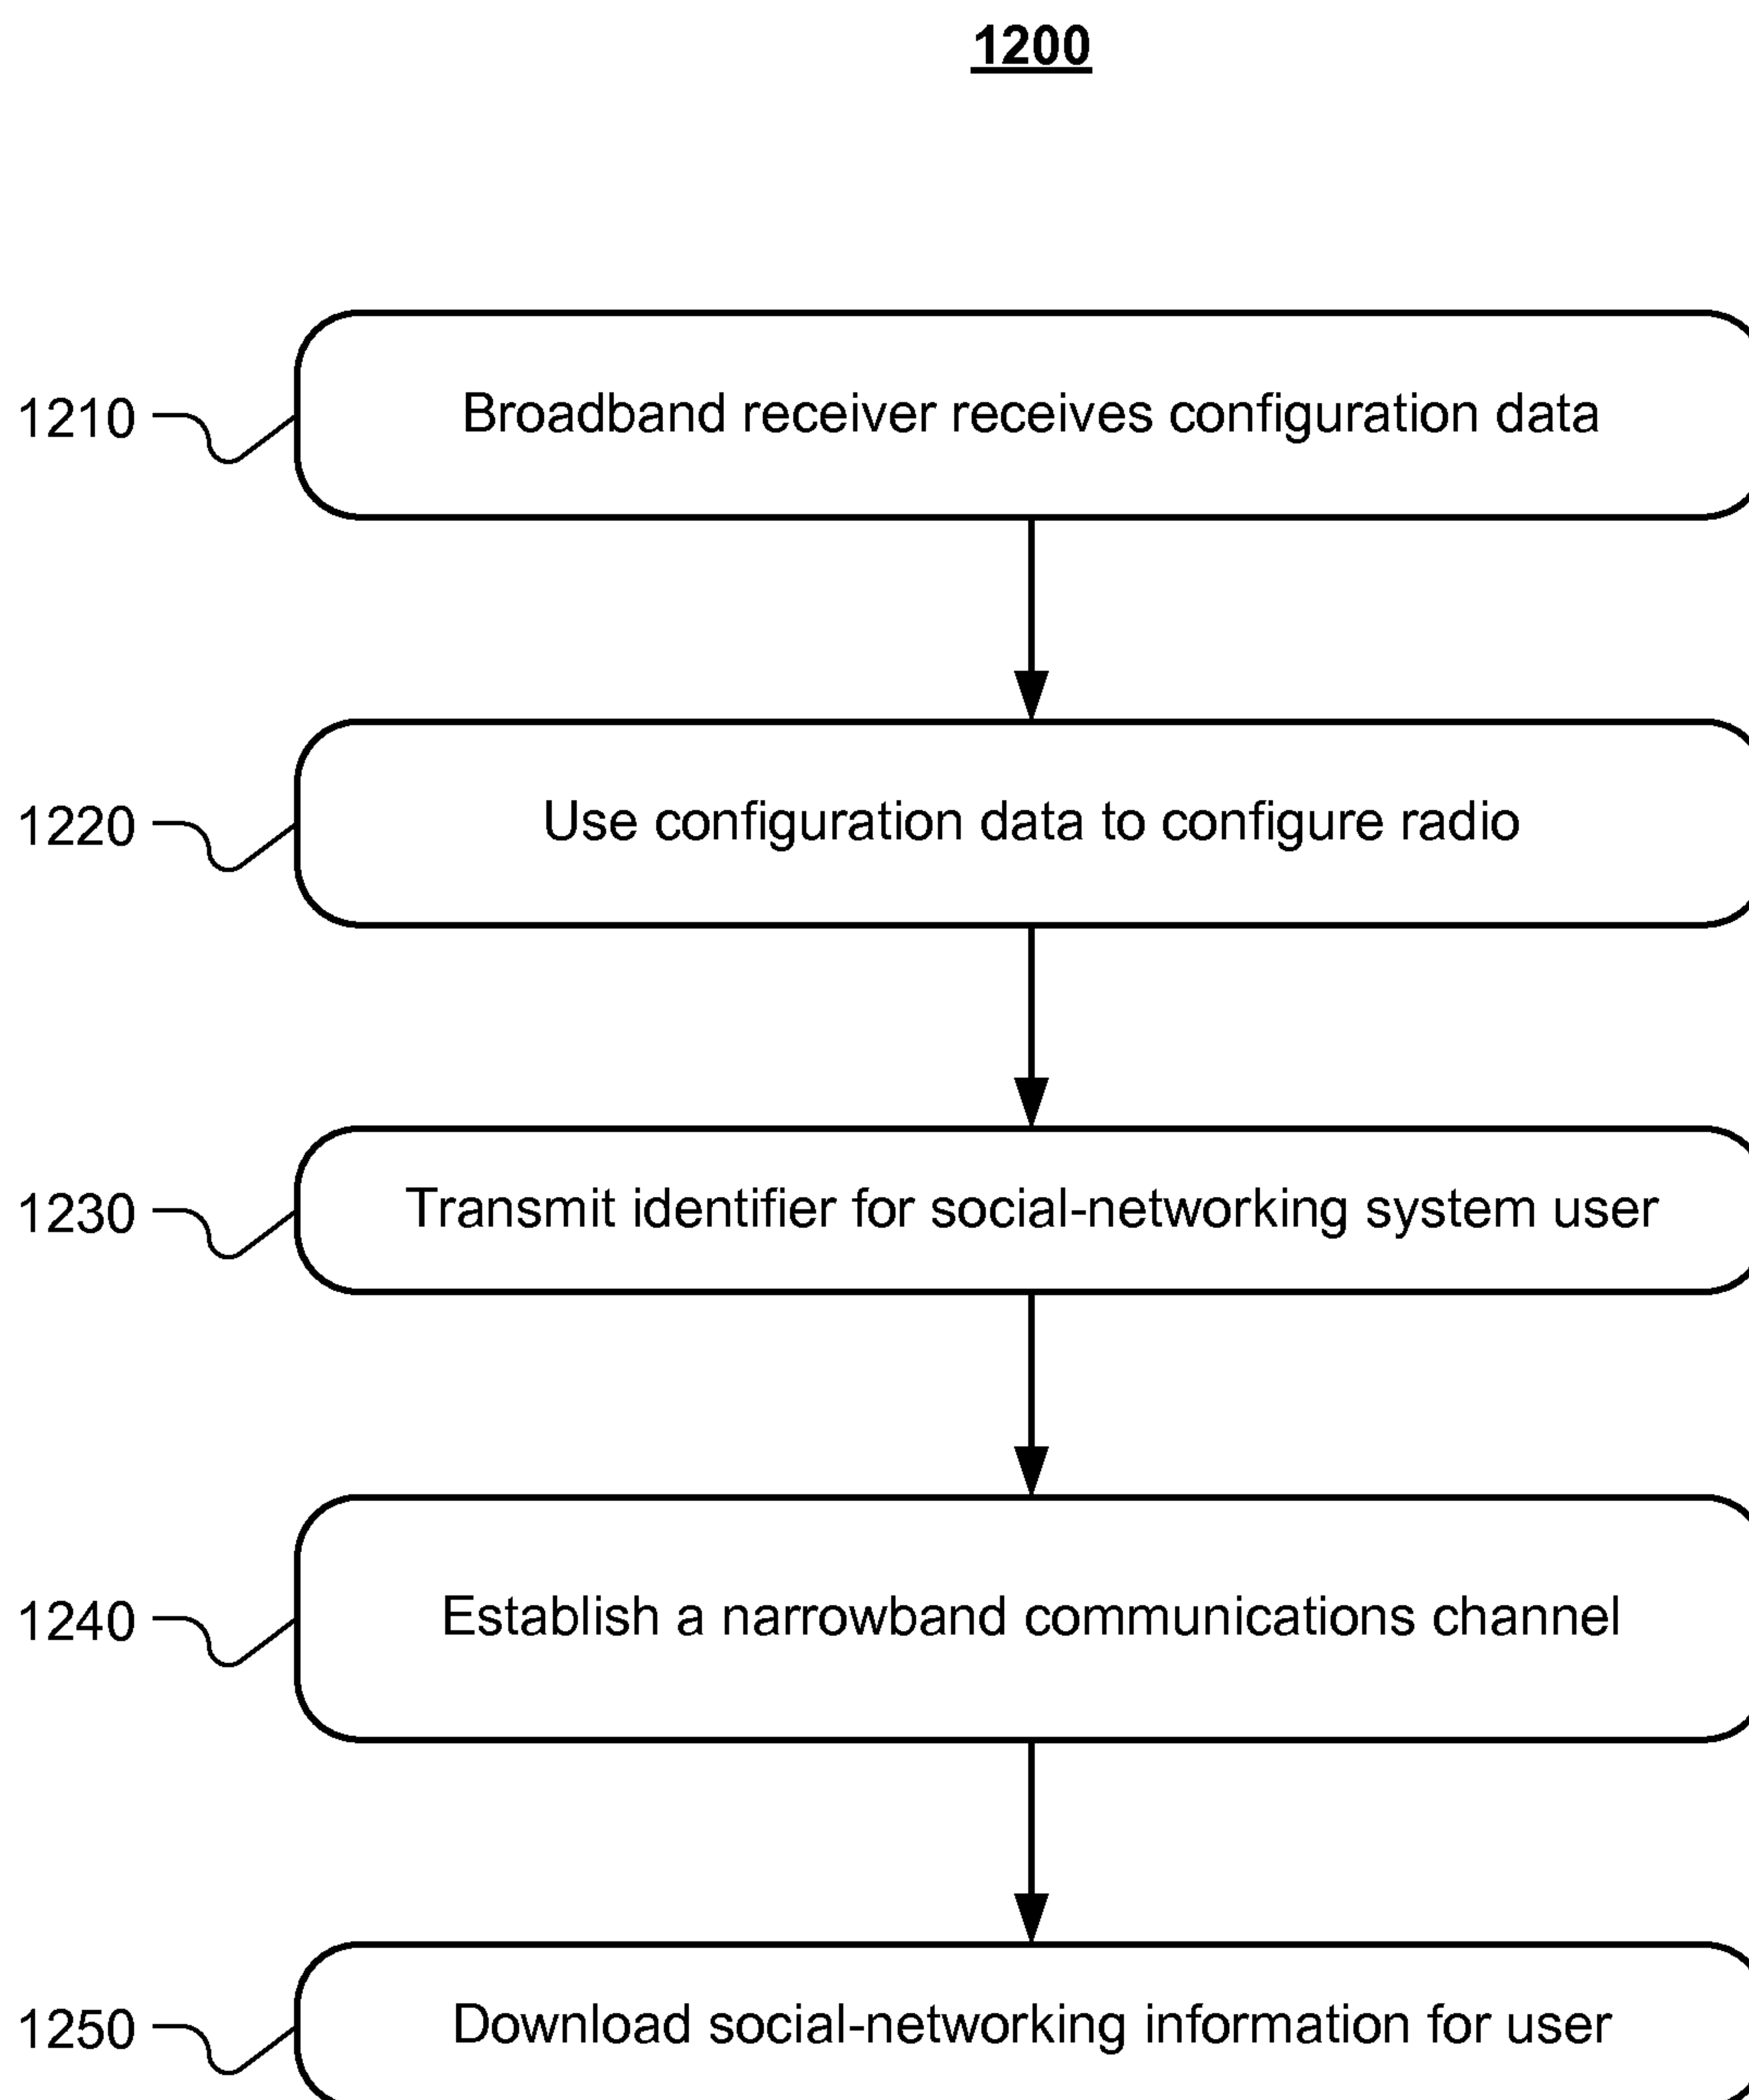 1200
1210
Broadband receiver receives configuration data
1220
Use configuration data to configure radio
1230
Transmit identifier for social-networking system user
1240
Establish a narrowband communications channel
1250
Download social-networking information for user